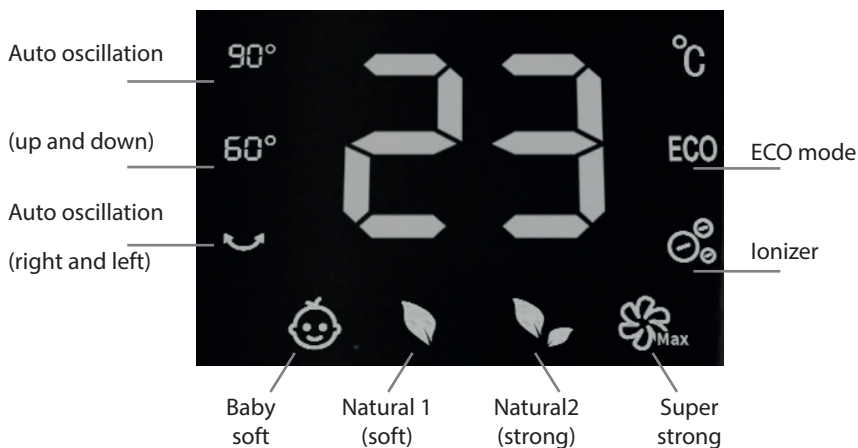 Auto oscillation
90°
23
°C
(up and down)
60°
ECO
ECO mode
Auto oscillation
(right and left)
Ionizer
Max
Baby
soft
Natural 1
(soft)
Natural2
(strong)
Super
strong